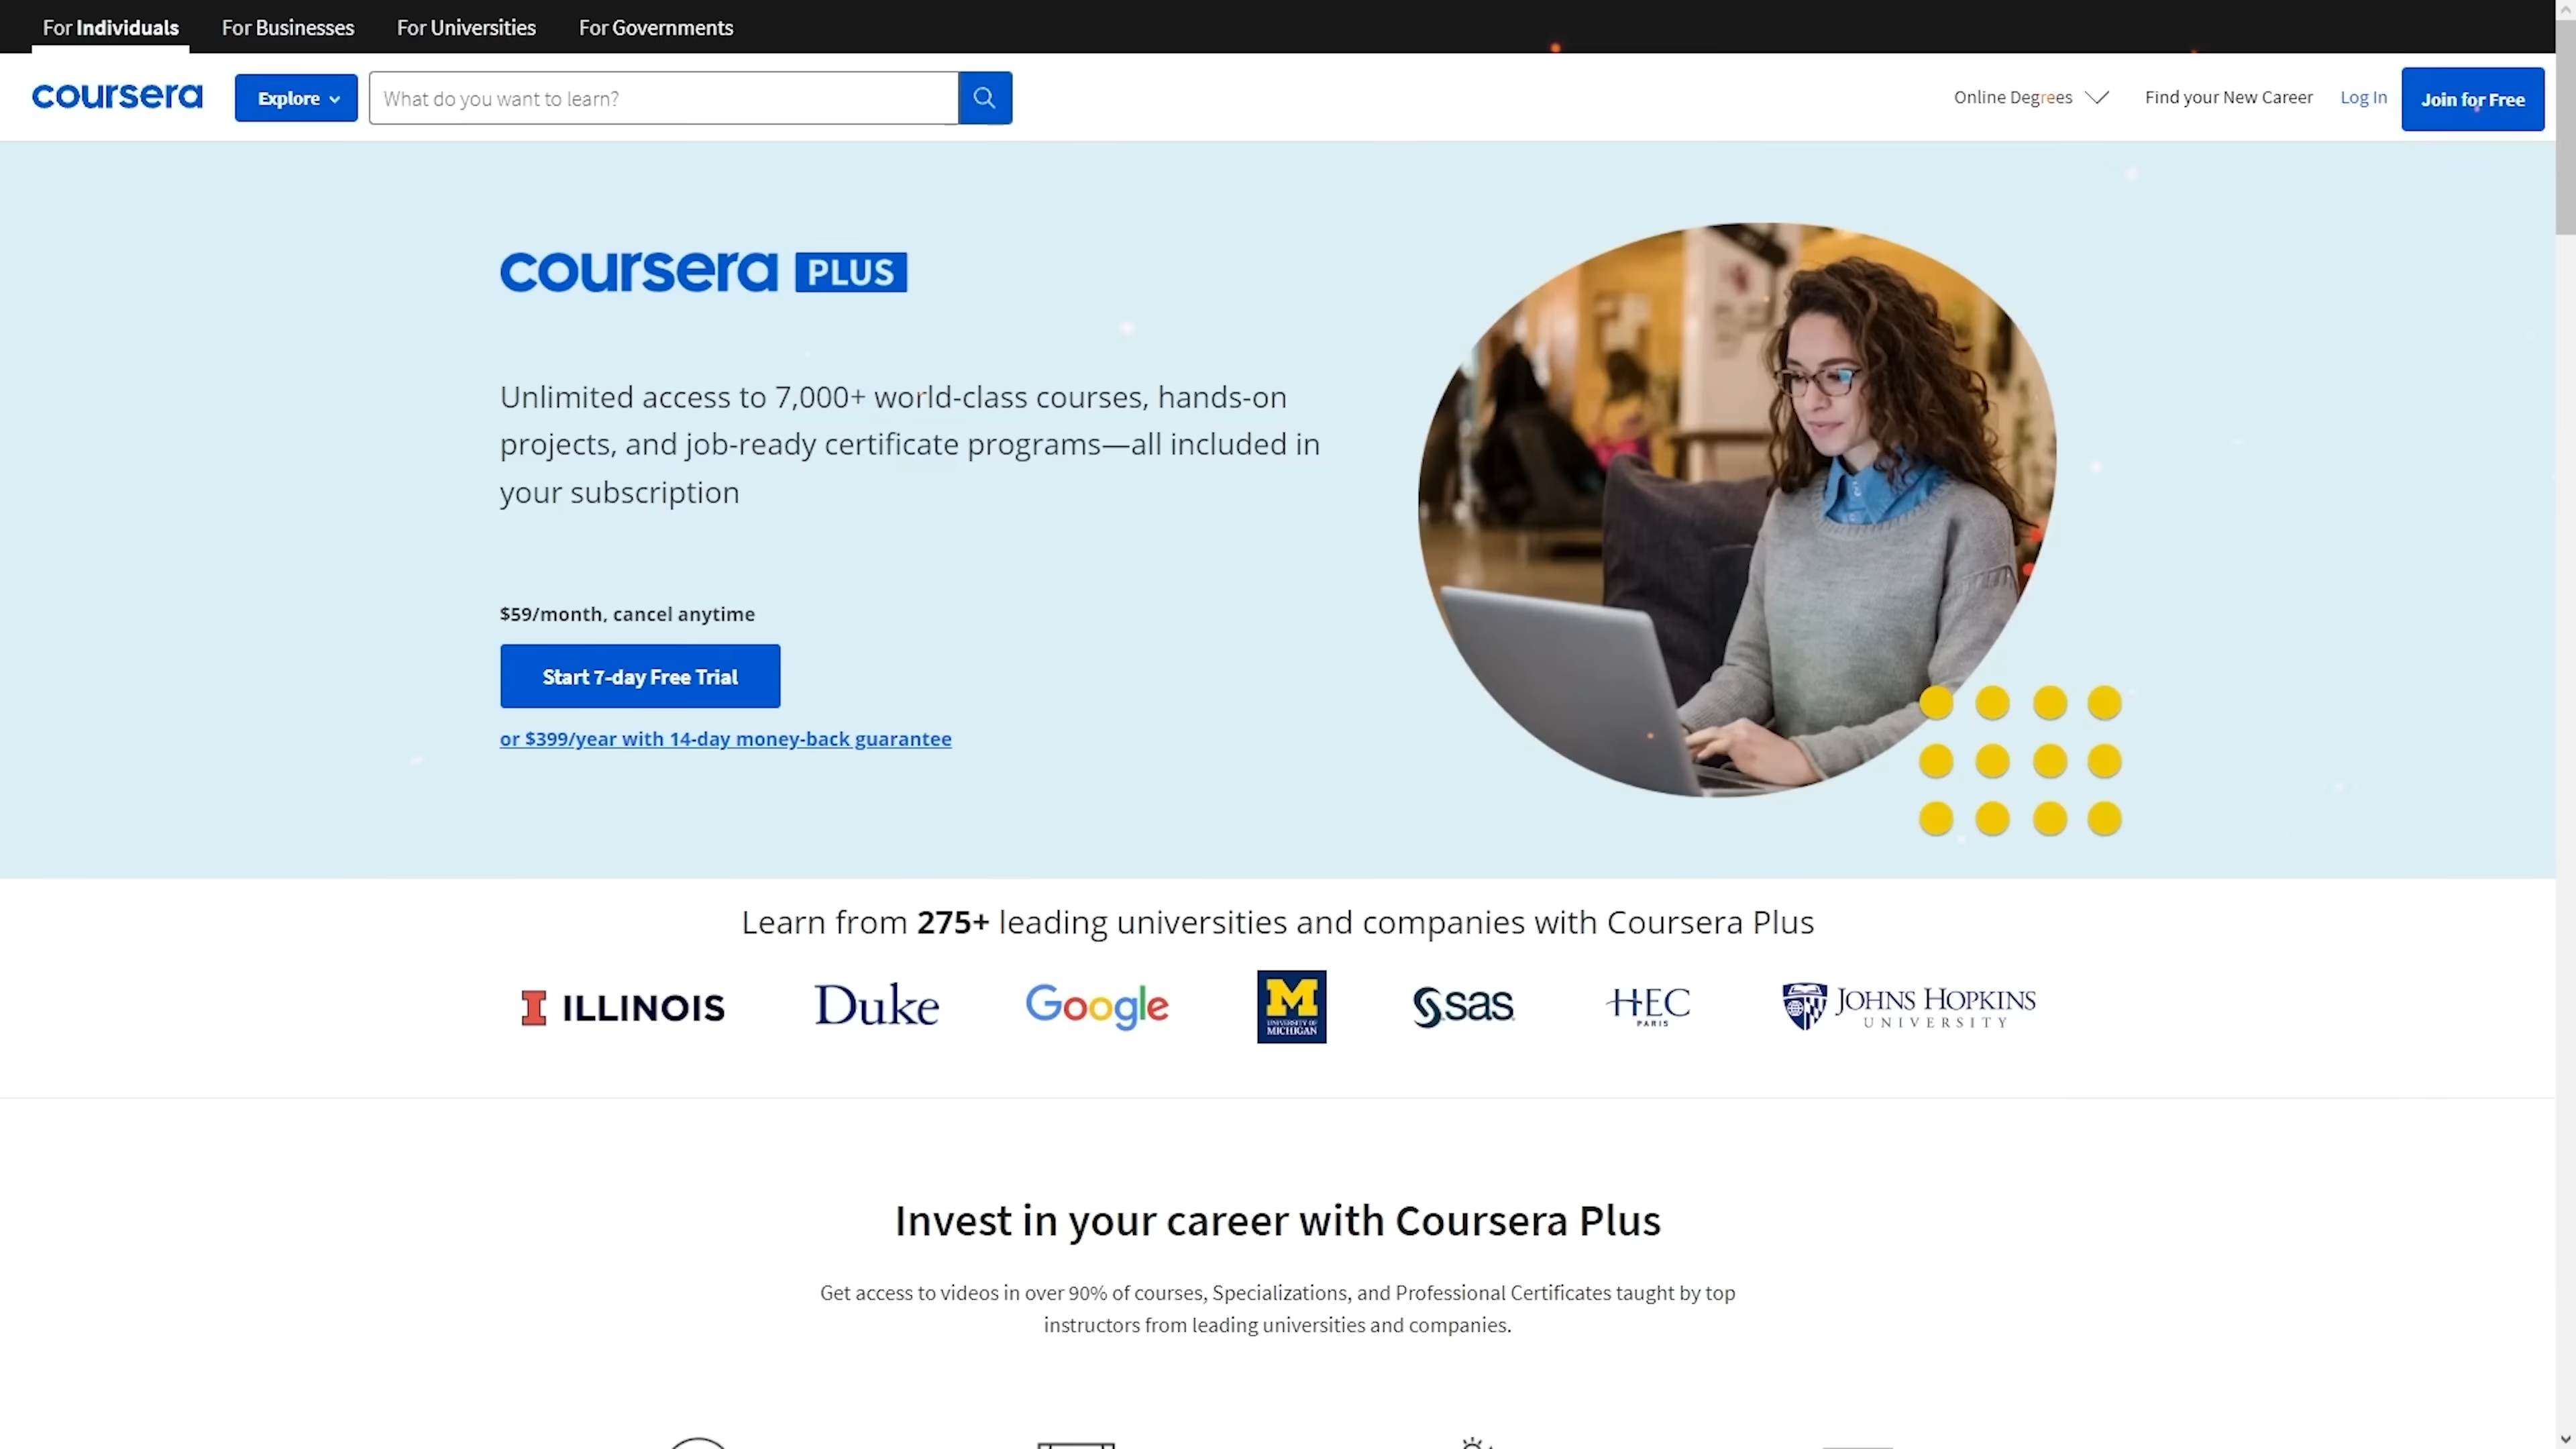 For Individuals
For Businesses
For Universities
For Governments
coursera
Explore
What do you want to learn?
Online Degrees
Find your New Career
Log In
Join for Free
coursera PLUS
Unlimited access to 7,000+ world-class courses, hands-on
projects, and job-ready certificate programs—all included in
your subscription
$59/month, cancel anytime
Start 7-day Free Trial
or $399/year with 14-day money-back guarantee
Learn from 275+ leading universities and companies with Coursera Plus
I ILLINOIS
Duke
Google
M
UNIVERSITY OF
MICHIGAN
sas
HEC
PARIS
JOHNS HOPKINS
UNIVERSITY
Invest in your career with Coursera Plus
Get access to videos in over 90% of courses, Specializations, and Professional Certificates taught by top
instructors from leading universities and companies.